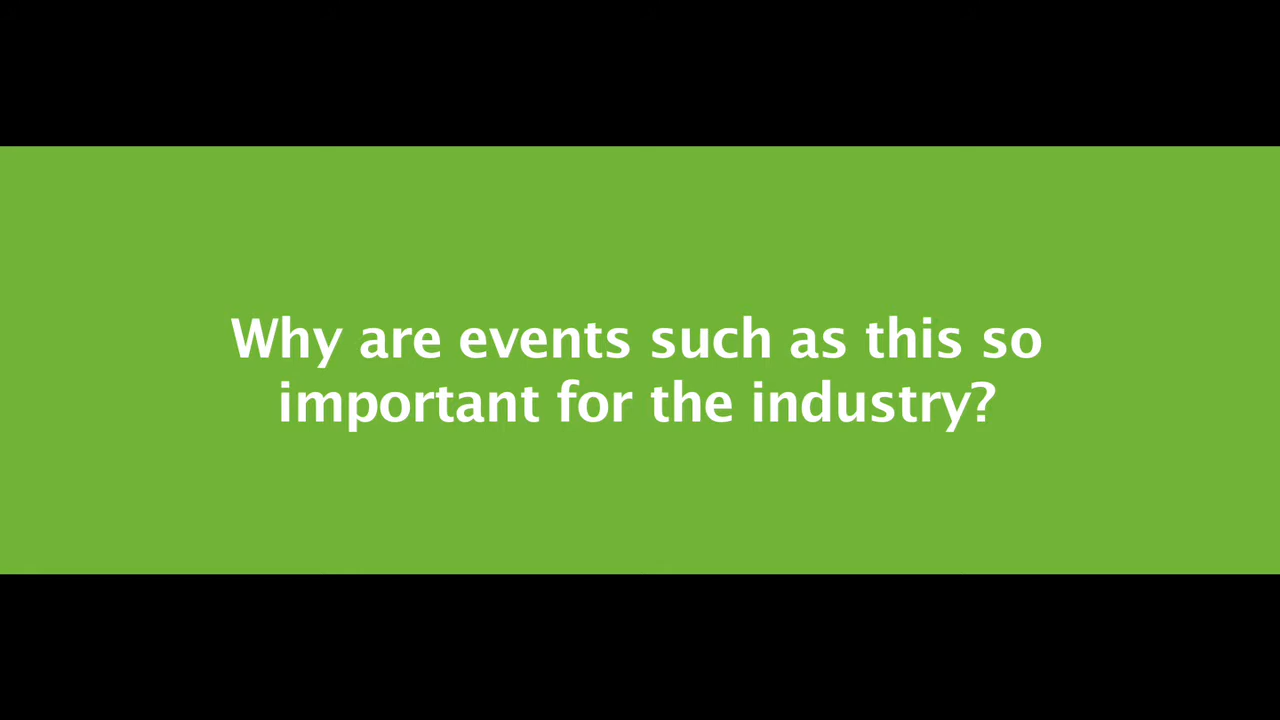 Why are events such as this so
important for the industry?